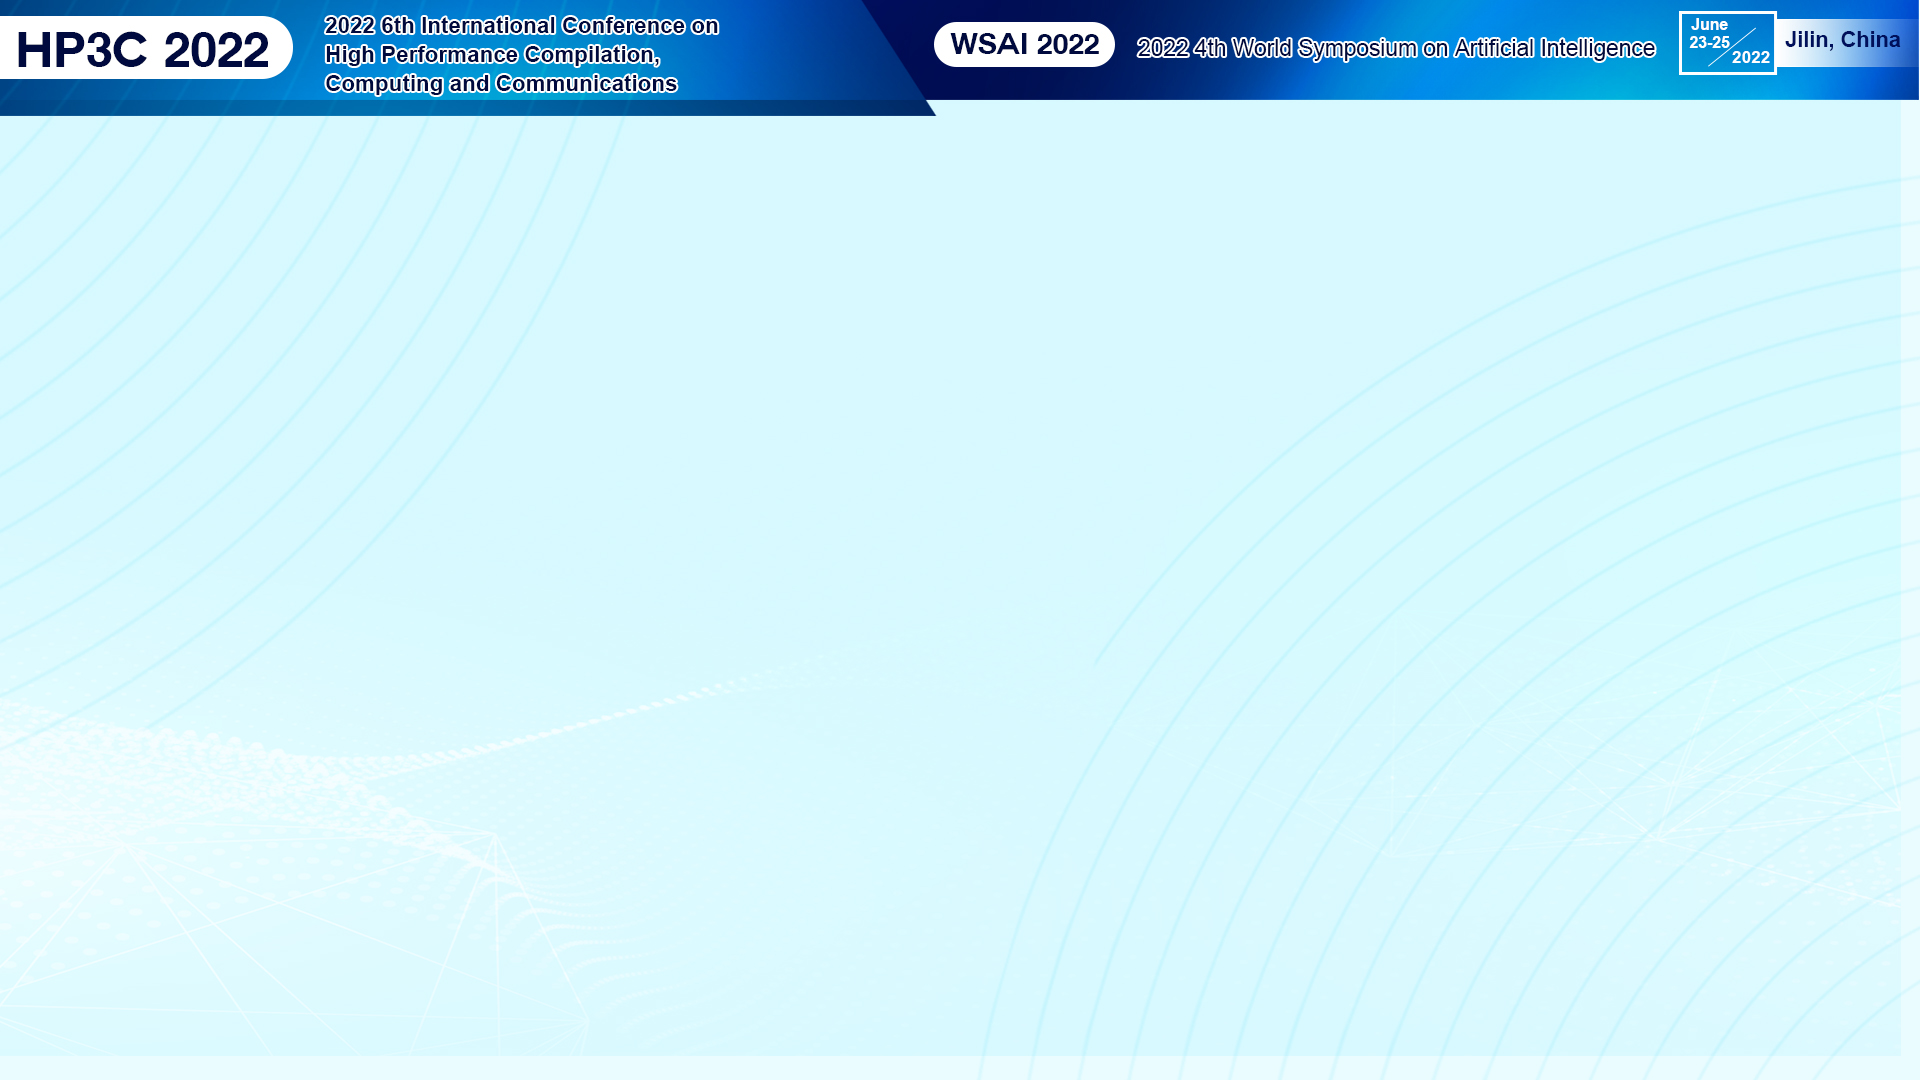 HP3C 2022
2022 6th International Conference on
High Performance Compilation,
Computing and Communications
WSAI 2022
2022 4th World Symposium on Artificial Intelligence
June
23-25
2022
Jilin, China